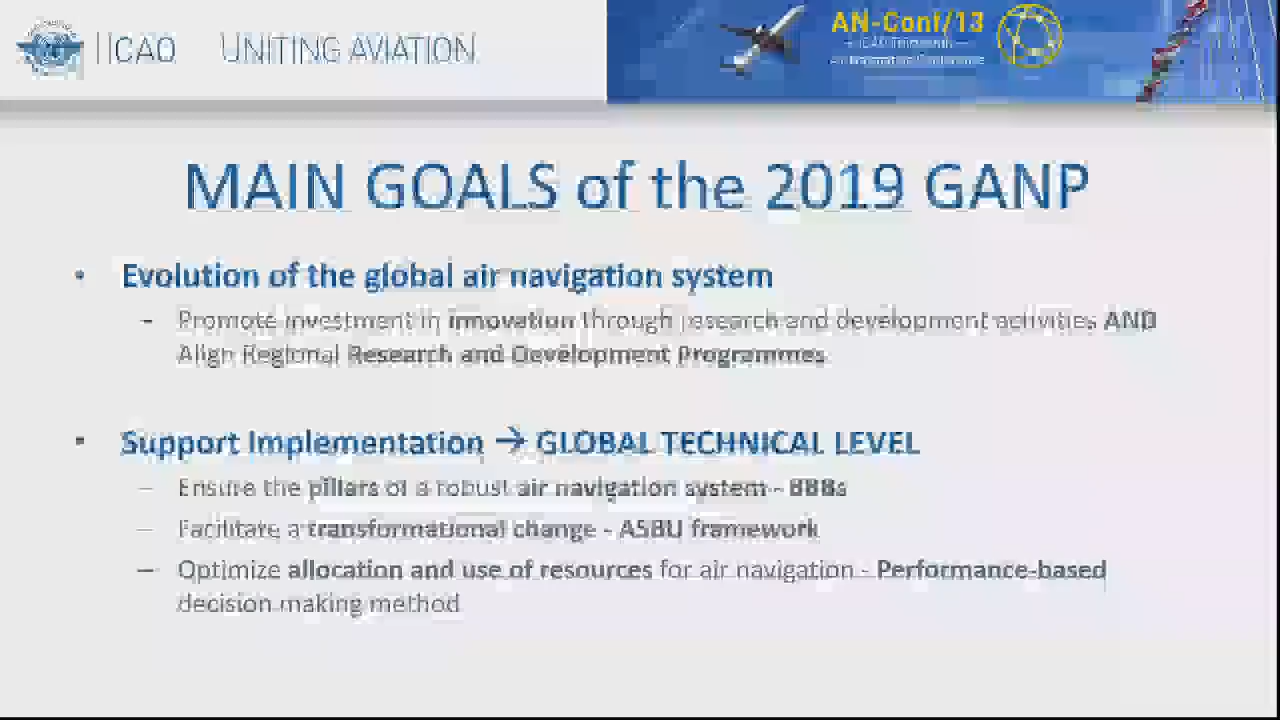 ICAO UNITING AVIATION
AN-Conf/13
MAIN GOALS of the 2019 GANP
• Evolution of the global air navigation system
– Promote investment in innovation through research and development activities AND
Align Regional Research and Development Programmes
• Support Implementation → GLOBAL TECHNICAL LEVEL
– Ensure the pillars of a robust air navigation system - BBBs
– Facilitate a transformational change - ASBU framework
– Optimize allocation and use of resources for air navigation - Performance-based
decision making method